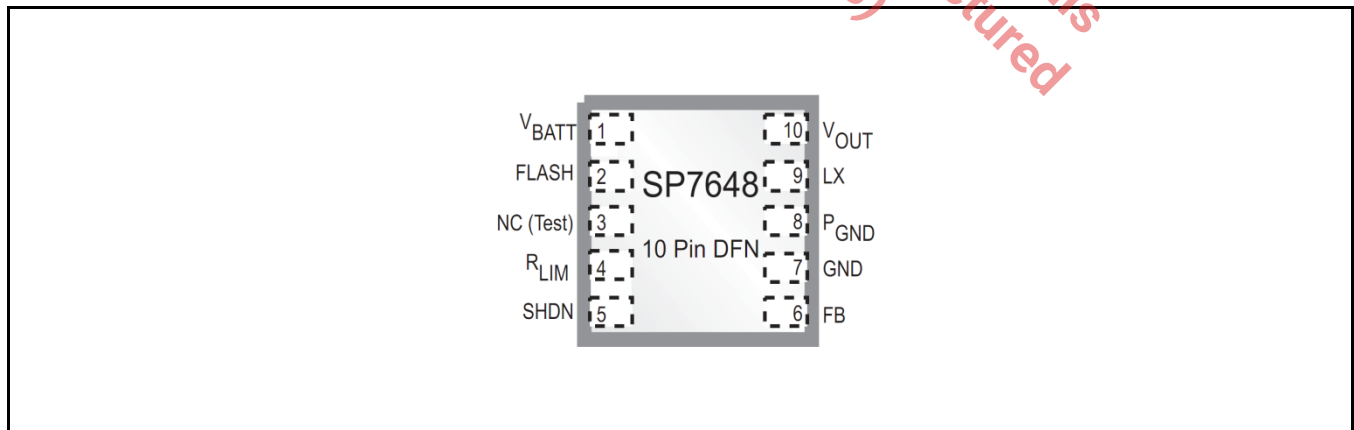 ctured
VBATT 1
FLASH 2
NC (Test) 3
RLIM 4
SHDN 5
SP7648
10 Pin DFN
10 VOUT
9 LX
8 PGND
7 GND
6 FB